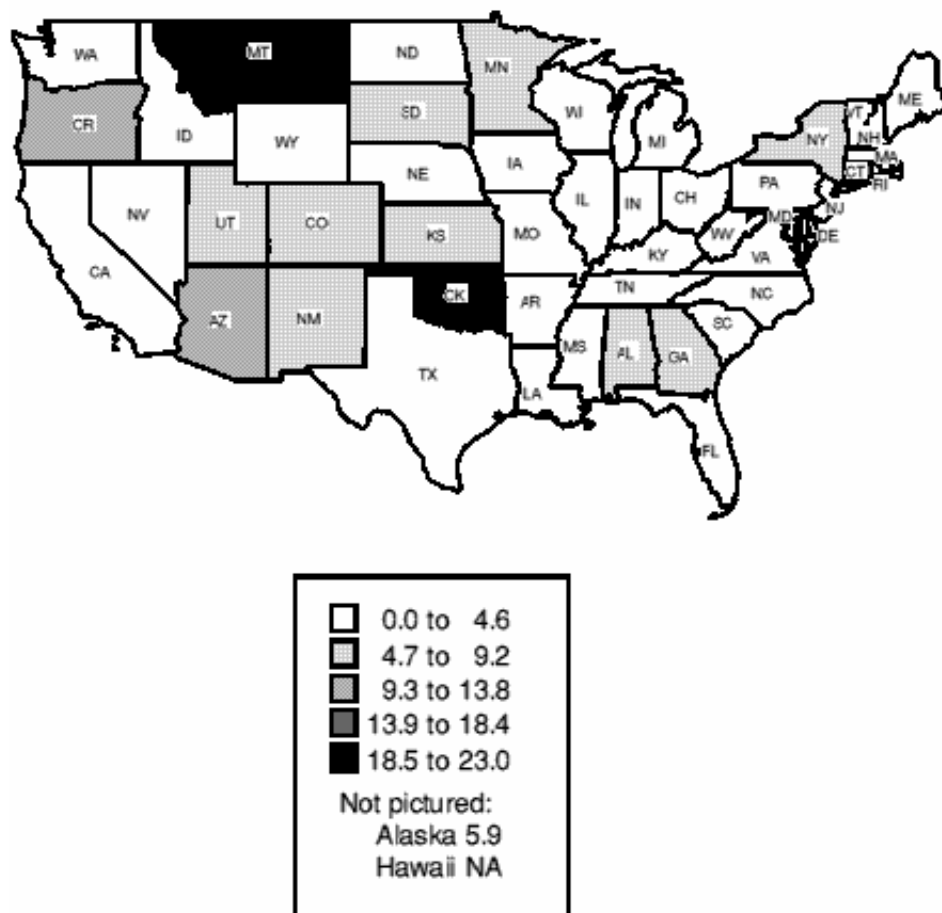 WA
MT
ND
MN
ME
VT
WI
SD
CR
ID
NY
NH
MI
WY
MA
IA
NE
PA
CT
RI
CH
IL
IN
NJ
NV
UT
CO
MD
KS
MO
WV
DE
KY
VA
CA
TN
CK
NC
AR
AZ
NM
SC
MS
AL
GA
TX
LA
FL
0.0 to 4.6
4.7 to 9.2
9.3 to 13.8
13.9 to 18.4
18.5 to 23.0
Not pictured:
Alaska 5.9
Hawaii NA